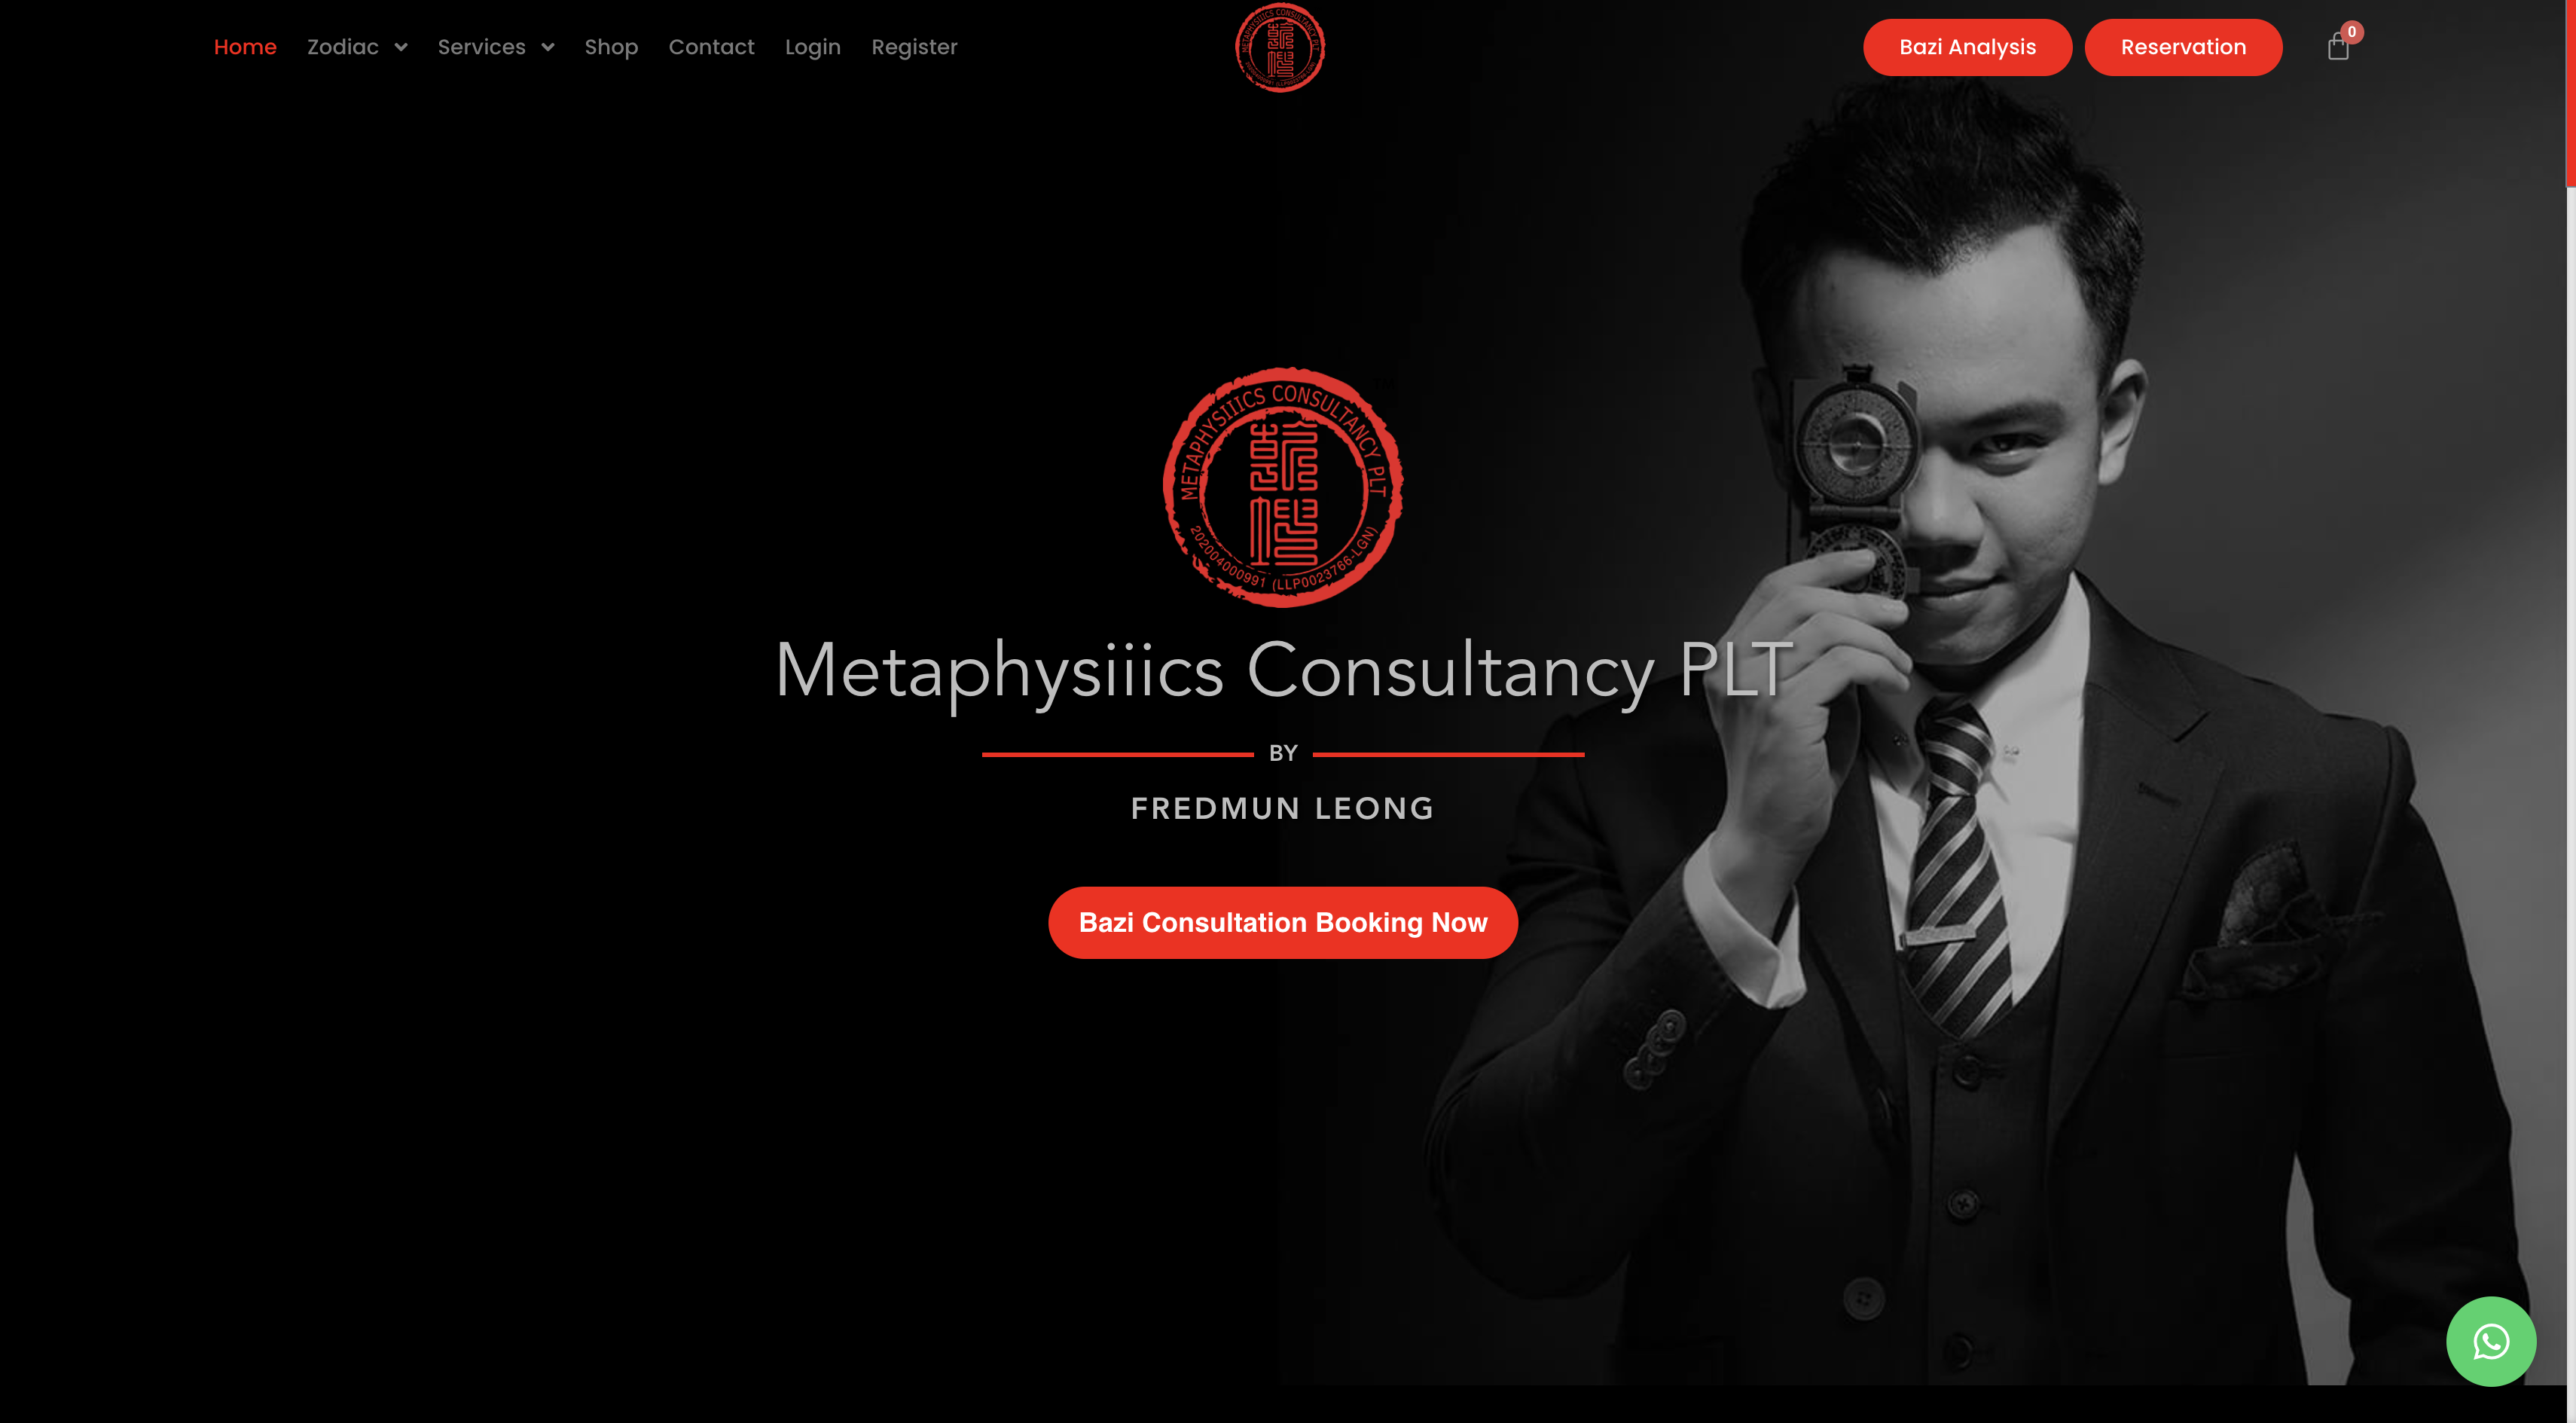 Home Zodiac Services Shop Contact Login Register
Bazi Analysis Reservation 0
METAPHYSIIICS CONSULTANCY PLT
202004000991 (LLP0023766-LGN)
Metaphysiiics Consultancy PLT
BY
FREDMUN LEONG
Bazi Consultation Booking Now